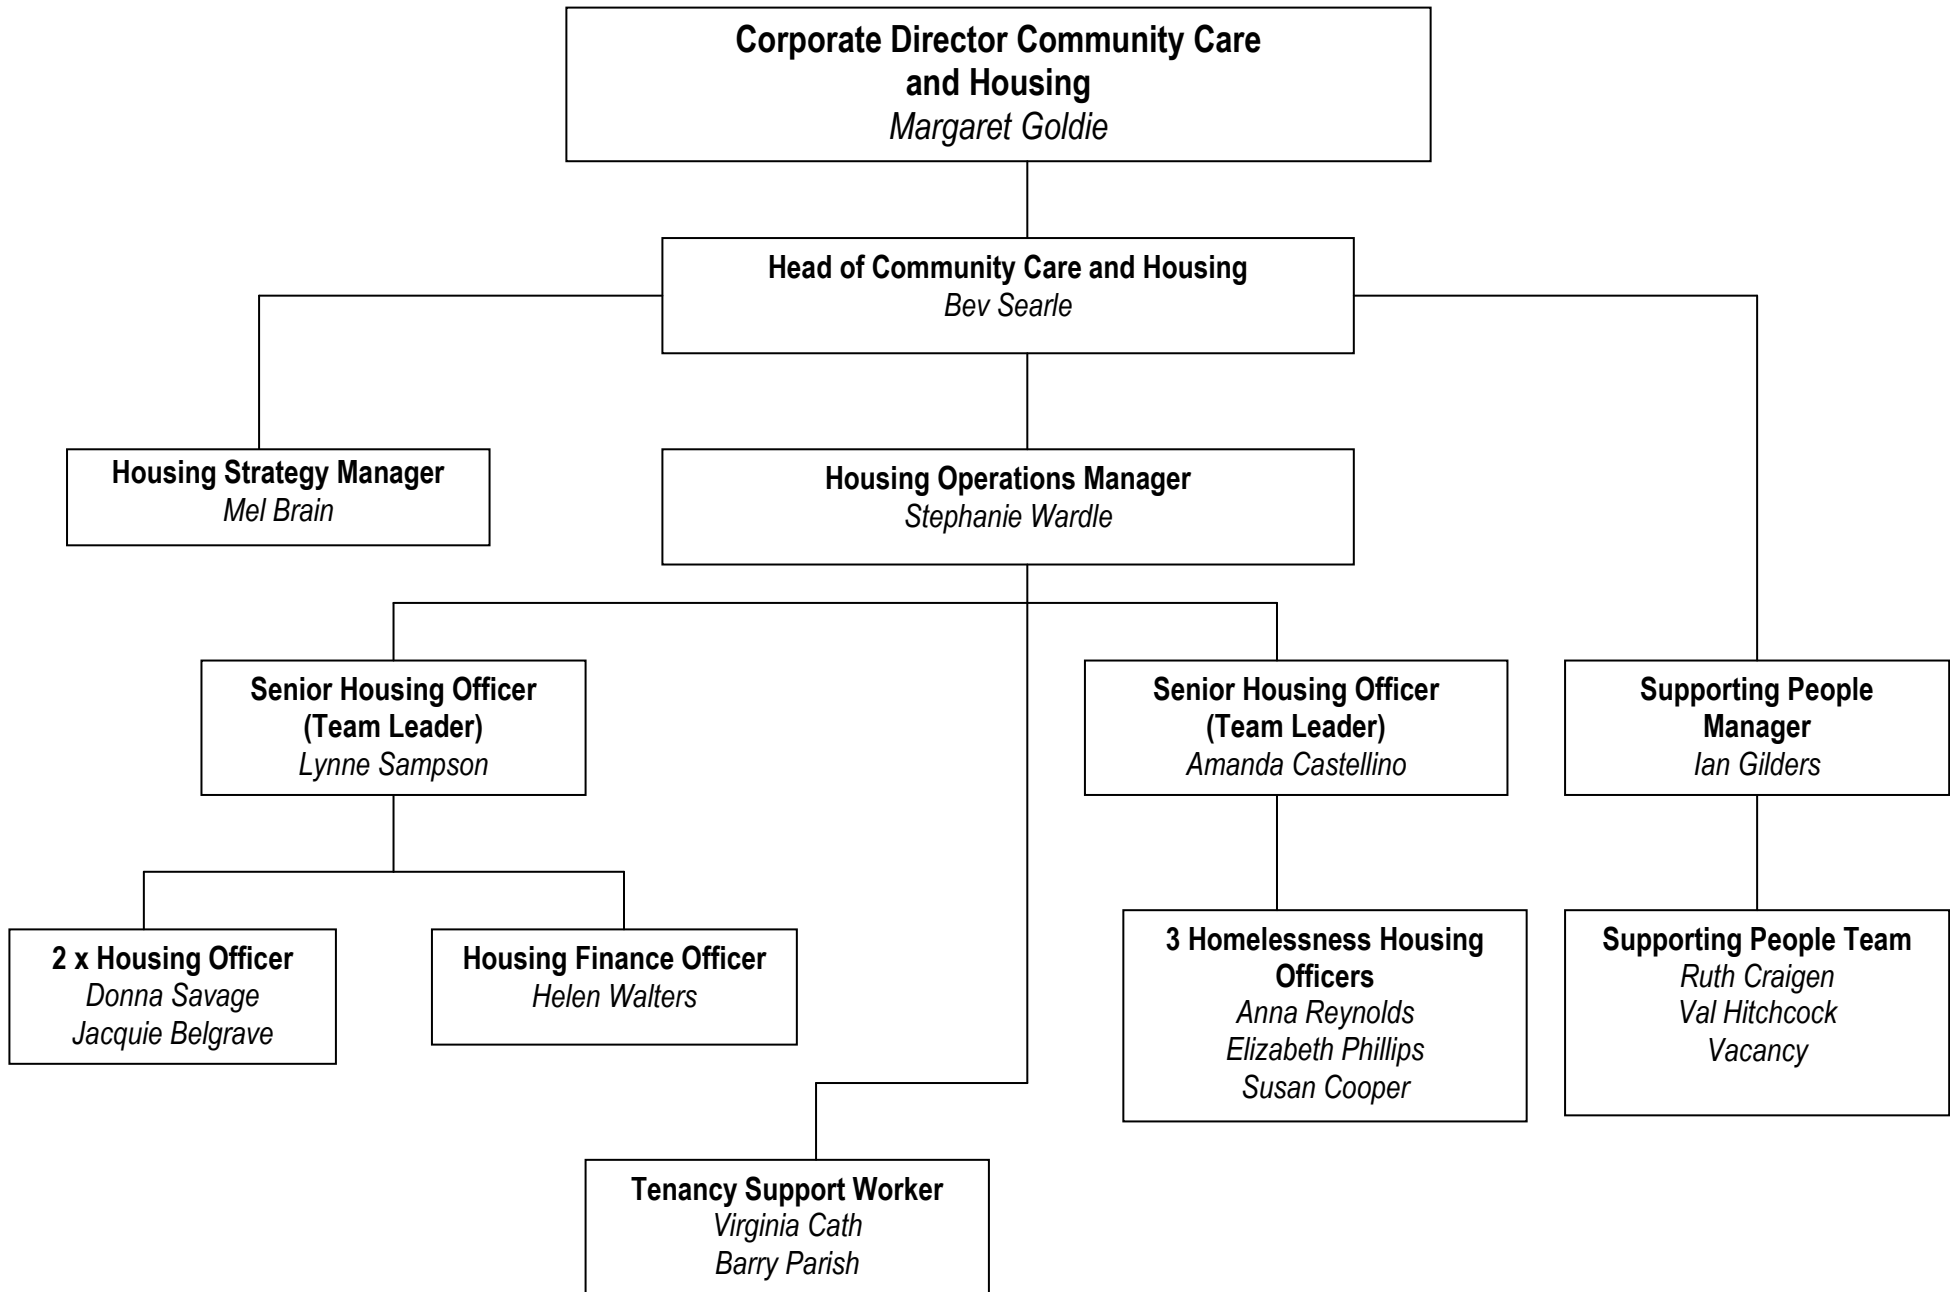 Corporate Director Community Care
and Housing
Margaret Goldie
Head of Community Care and Housing
Bev Searle
Housing Strategy Manager
Mel Brain
Housing Operations Manager
Stephanie Wardle
Senior Housing Officer
(Team Leader)
Lynne Sampson
Senior Housing Officer
(Team Leader)
Amanda Castellino
Supporting People
Manager
Ian Gilders
2 x Housing Officer
Donna Savage
Jacquie Belgrave
Housing Finance Officer
Helen Walters
3 Homelessness Housing
Officers
Anna Reynolds
Elizabeth Phillips
Susan Cooper
Supporting People Team
Ruth Craigen
Val Hitchcock
Vacancy
Tenancy Support Worker
Virginia Cath
Barry Parish